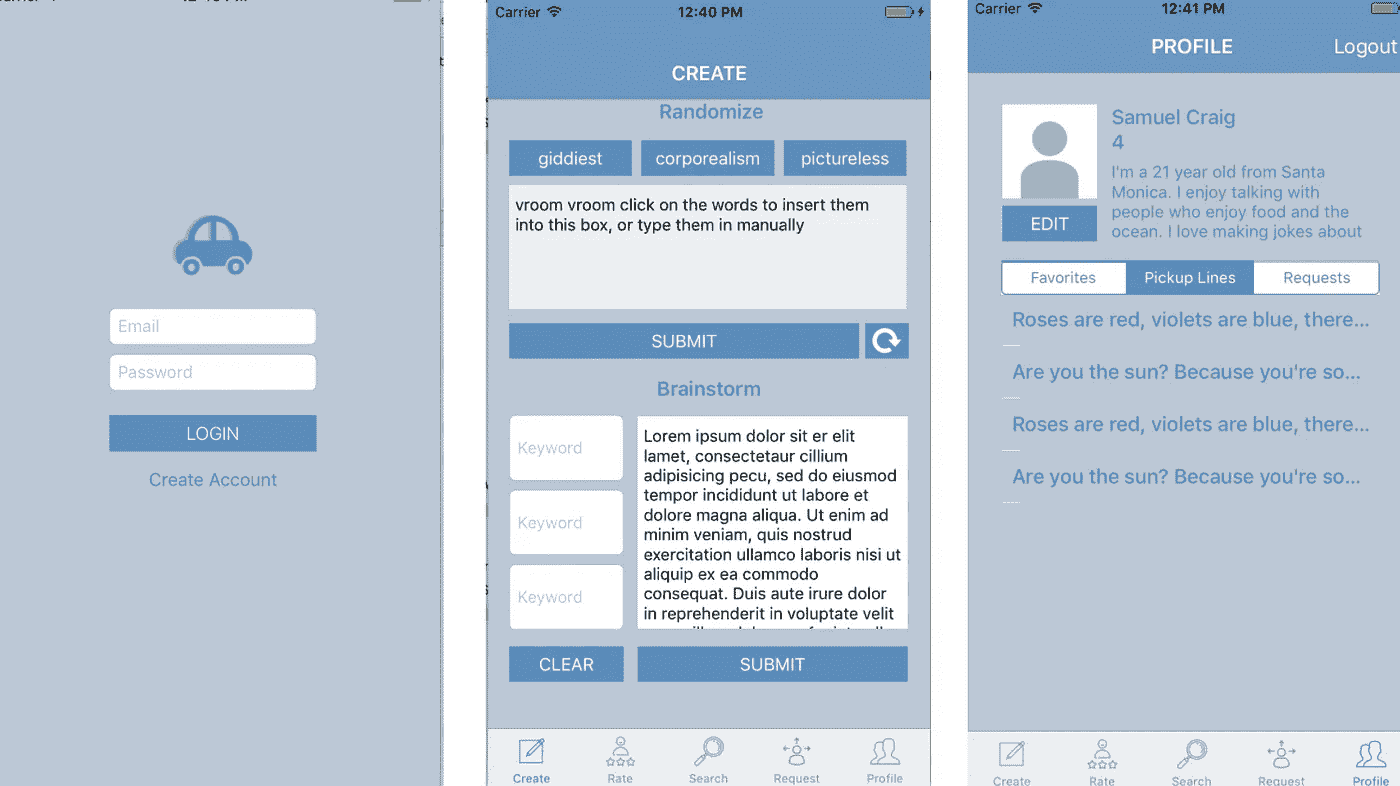 Email
Password
LOGIN
Create Account
Carrier
12:40 PM
CREATE
Randomize
giddiest
corporealism
pictureless
vroom vroom click on the words to insert them
into this box, or type them in manually
SUBMIT
Brainstorm
Keyword
Keyword
Keyword
Lorem ipsum dolor sit er elit
lamet, consectetaur cillium
adipisicing pecu, sed do eiusmod
tempor incididunt ut labore et
dolore magna aliqua. Ut enim ad
minim veniam, quis nostrud
exercitation ullamco laboris nisi ut
aliquip ex ea commodo
consequat. Duis aute irure dolor
in reprehenderit in voluptate velit
CLEAR
SUBMIT
Create
Rate
Search
Request
Profile
Carrier
12:41 PM
PROFILE
Logout
Samuel Craig
4
I'm a 21 year old from Santa
Monica. I enjoy talking with
people who enjoy food and the
ocean. I love making jokes about
EDIT
Favorites
Pickup Lines
Requests
Roses are red, violets are blue, there...
Are you the sun? Because you're so...
Roses are red, violets are blue, there...
Are you the sun? Because you're so...
Create
Rate
Search
Request
Profile